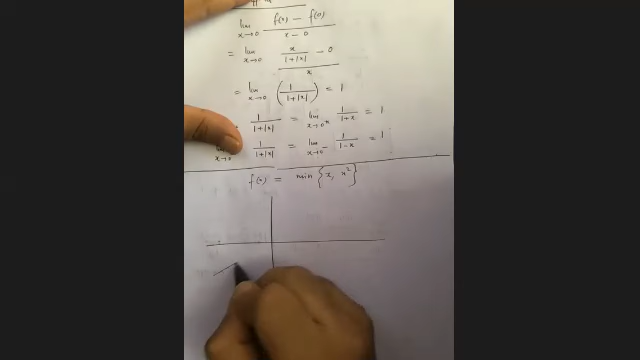 lim x→0 f(x) − f(0) / x − 0
= lim x→0 x / 1+|x| − 0 / x
= lim x→0 ( 1 / 1+|x| ) = 1
1 / 1+|x| = lim x→0+ 1 / 1+x = 1
x→0 1 / 1+|x| = lim x→0− 1 / 1−x = 1
f(x) = min { x, x² }